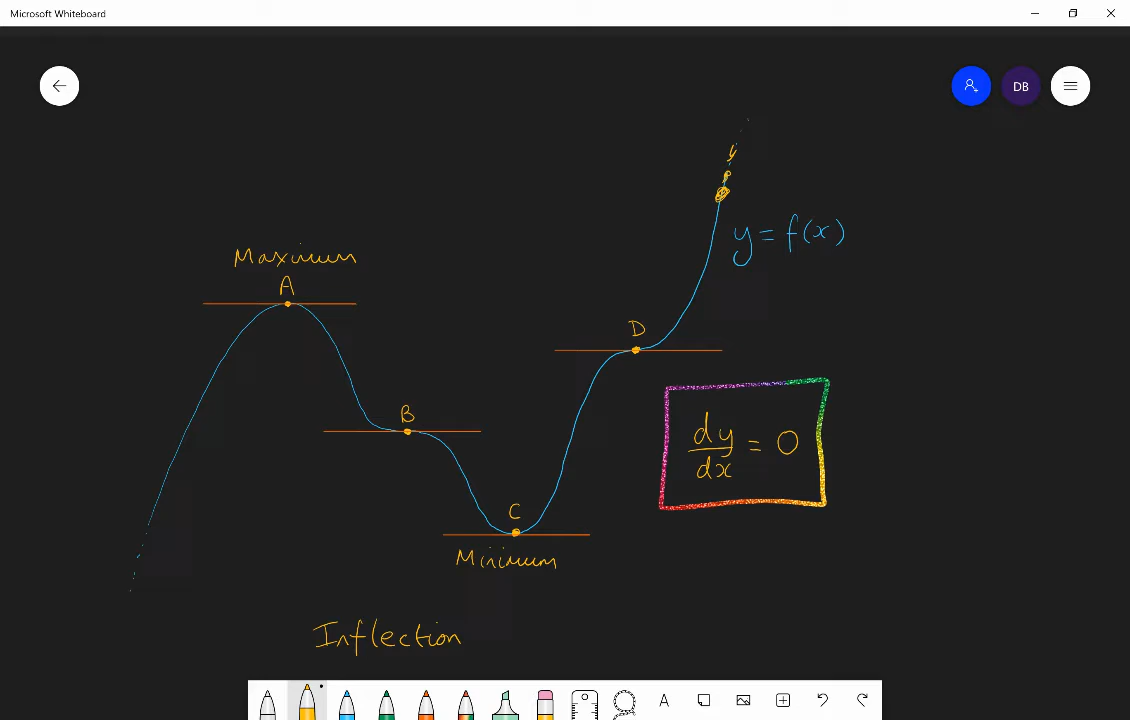 Microsoft Whiteboard
DB
y
y = f(x)
Maximum
A
D
B
dy/dx = 0
C
Minimum
Inflection
A